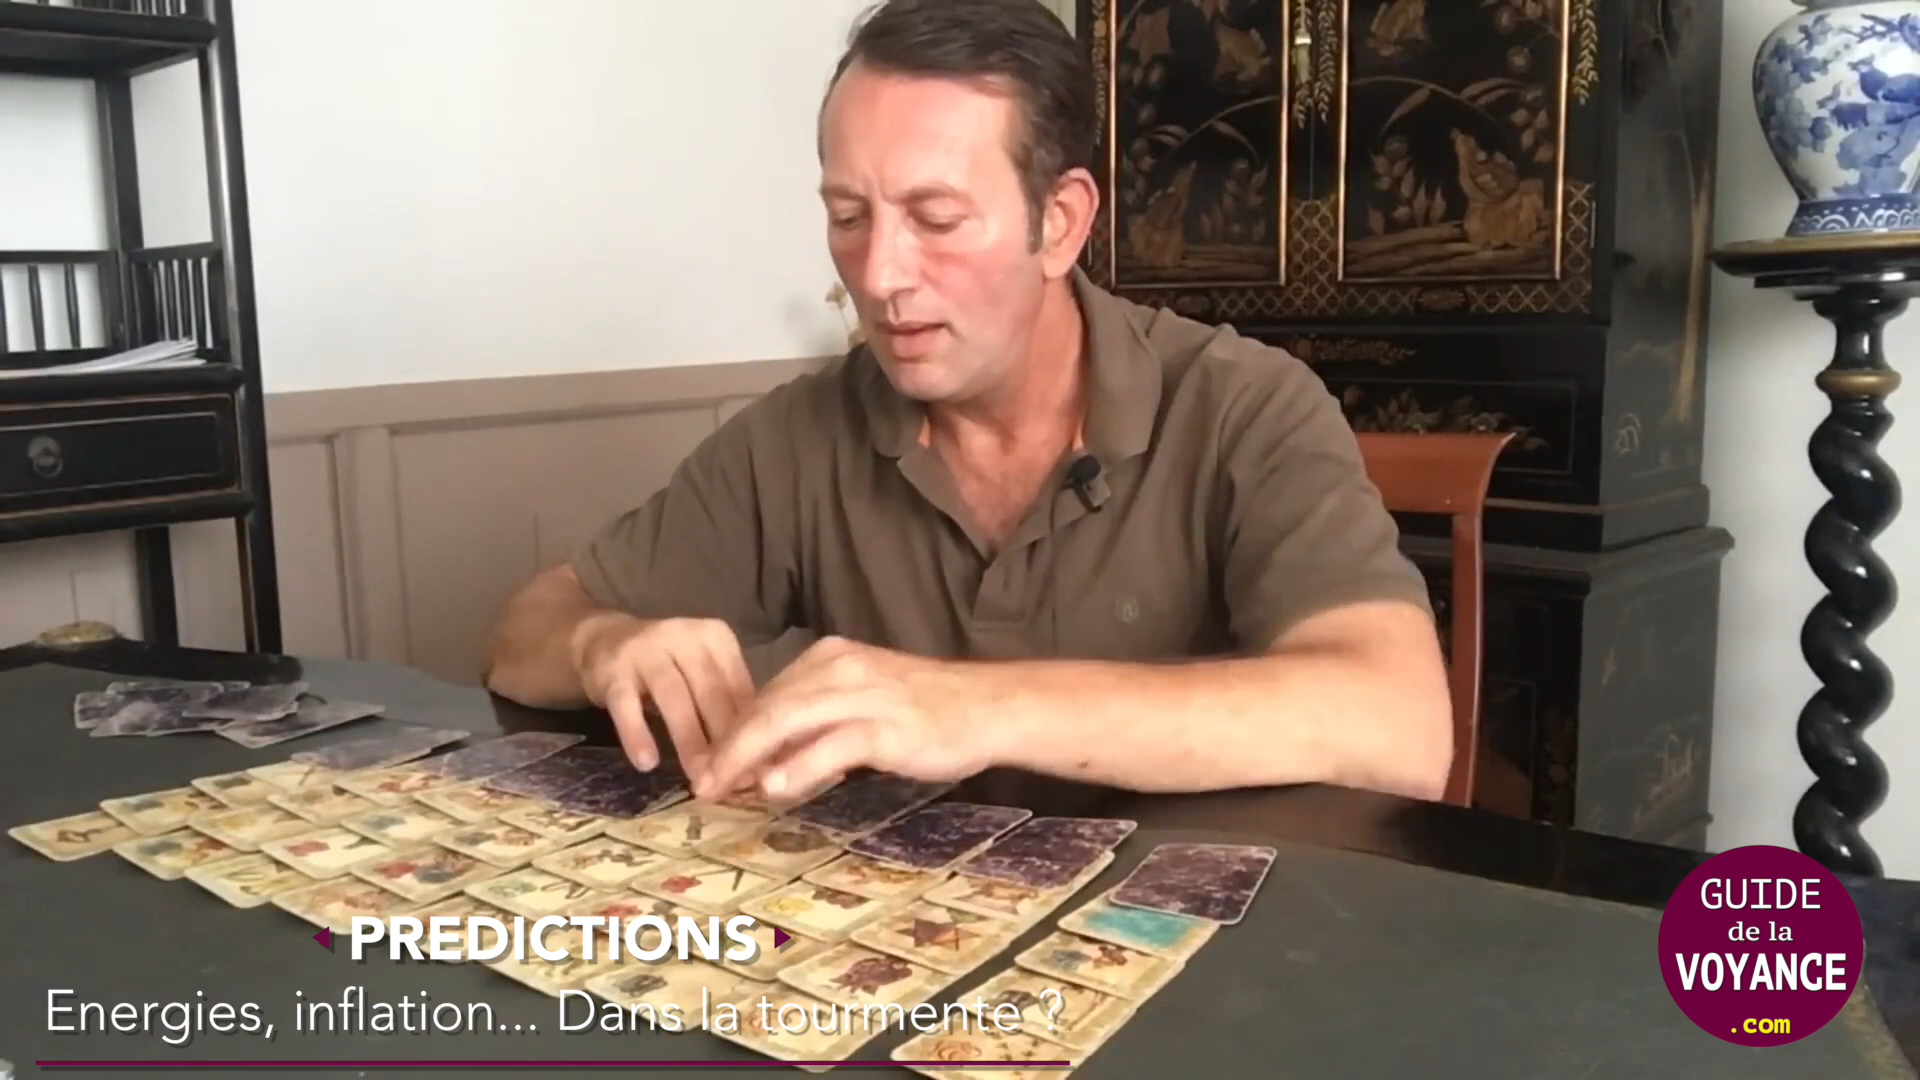 PREDICTIONS
Energies, inflation... Dans la tourmente ?
GUIDE
de la
VOYANCE
.com